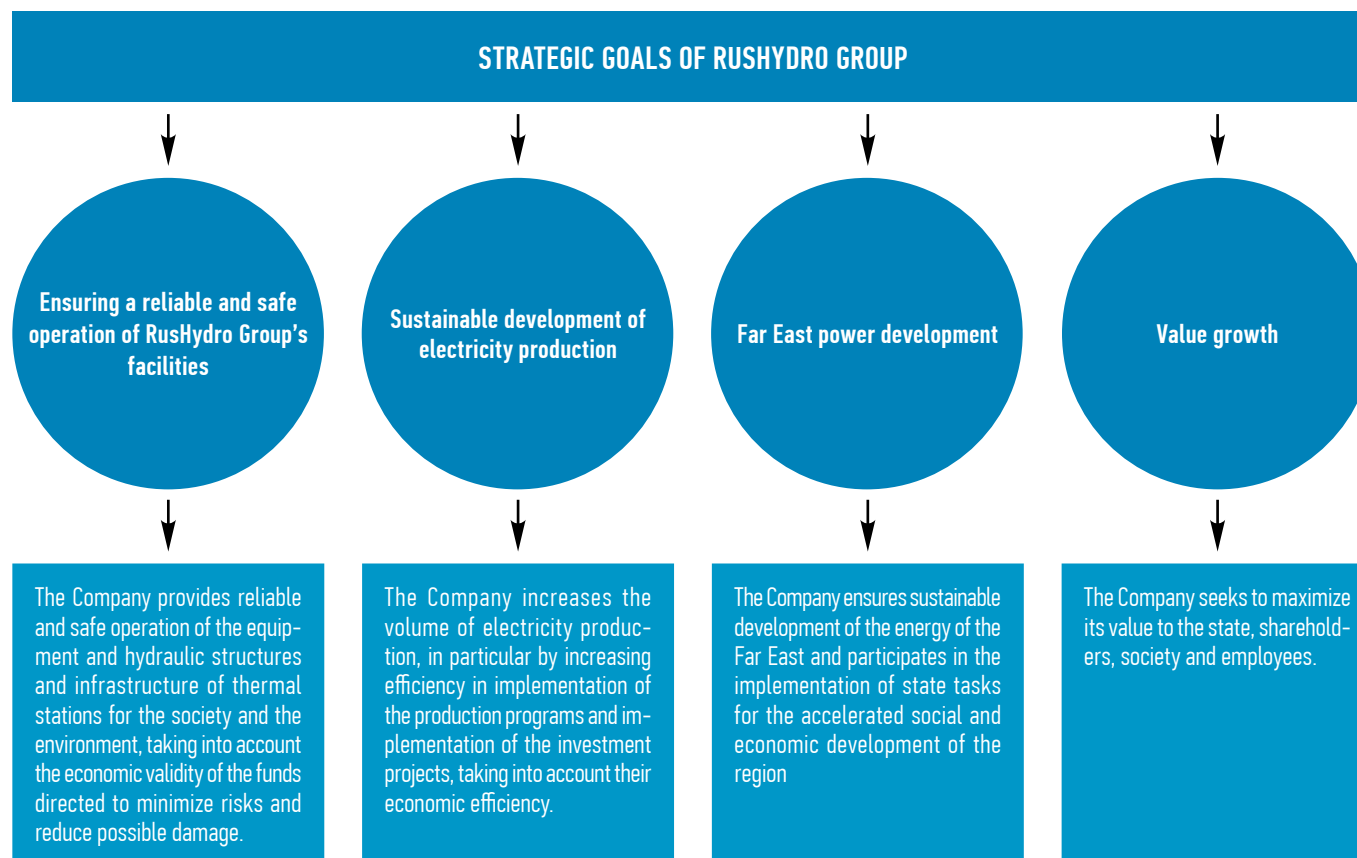 STRATEGIC GOALS OF RUSHYDRO GROUP
Ensuring a reliable and safe
operation of RusHydro Group's
facilities
Sustainable development of
electricity production
Far East power development
Value growth
The Company provides reliable
and safe operation of the equip-
ment and hydraulic structures
and infrastructure of thermal
stations for the society and the
environment, taking into account
the economic validity of the funds
directed to minimize risks and
reduce possible damage.
The Company increases the
volume of electricity produc-
tion, in particular by increasing
efficiency in implementation of
the production programs and im-
plementation of the investment
projects, taking into account their
economic efficiency.
The Company ensures sustainable
development of the energy of the
Far East and participates in the
implementation of state tasks
for the accelerated social and
economic development of the
region
The Company seeks to maximize
its value to the state, sharehold-
ers, society and employees.